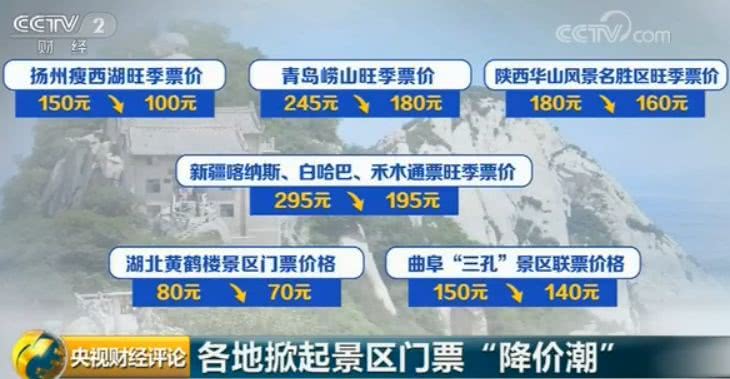 CCTV 2
财经
CCTV.com
扬州瘦西湖旺季票价
150元 100元
青岛崂山旺季票价
245元 180元
陕西华山风景名胜区旺季票价
180元 160元
新疆喀纳斯、白哈巴、禾木通票旺季票价
295元 195元
湖北黄鹤楼景区门票价格
80元 70元
曲阜“三孔”景区联票价格
150元 140元
央视财经评论
各地掀起景区门票“降价潮”